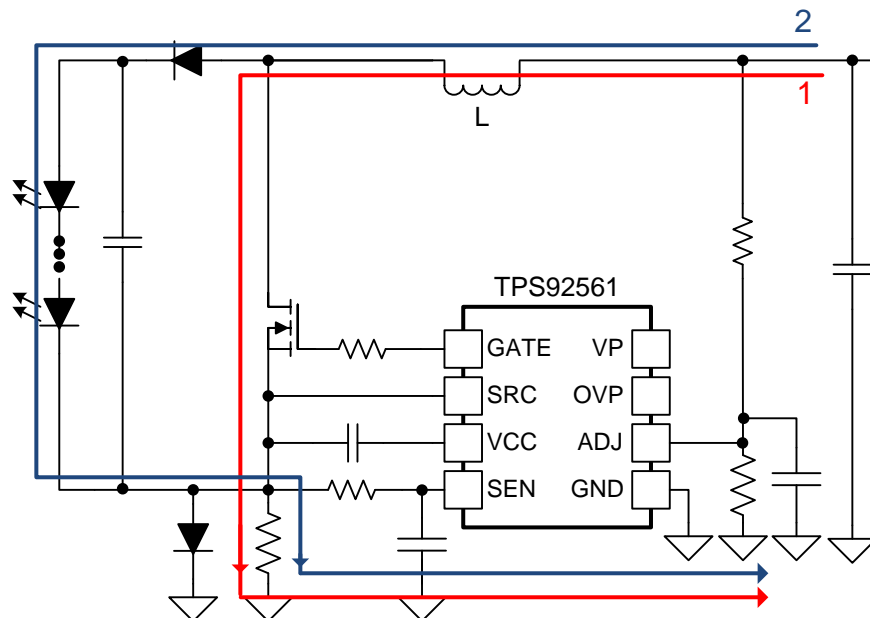 2
1
L
TPS92561
GATE VP
SRC OVP
VCC ADJ
SEN GND